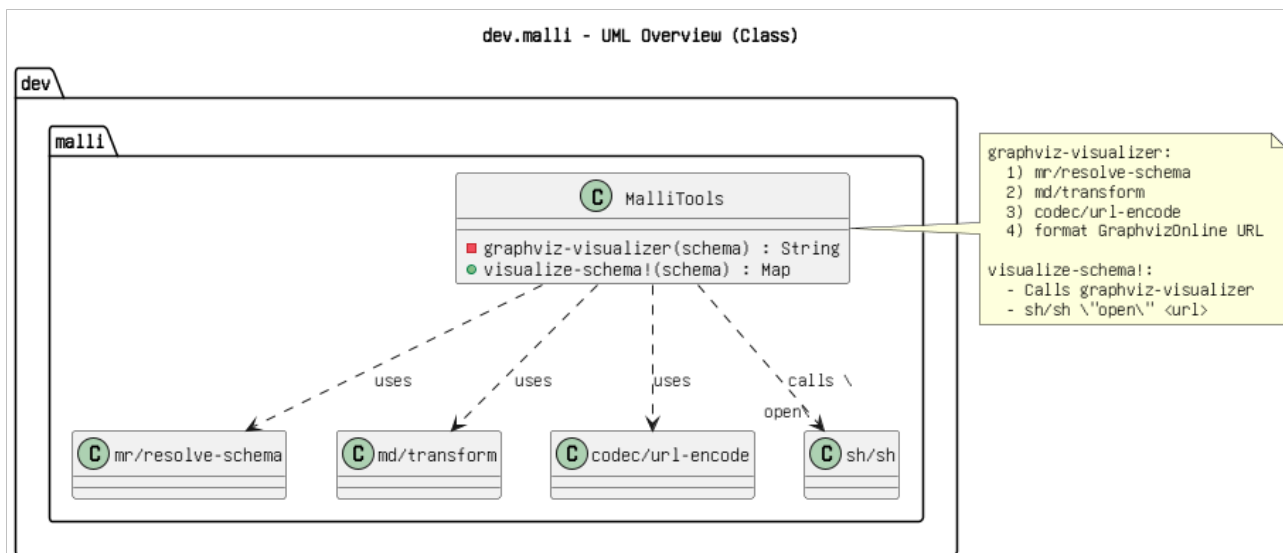 dev.malli - UML Overview (Class)
dev
malli
C MalliTools
graphviz-visualizer(schema) : String
visualize-schema!(schema) : Map
graphviz-visualizer:
1) mr/resolve-schema
2) md/transform
3) codec/url-encode
4) format GraphvizOnline URL
visualize-schema!:
- Calls graphviz-visualizer
- sh/sh \"open\" <url>
uses
uses
uses
calls \
open\
C mr/resolve-schema
C md/transform
C codec/url-encode
C sh/sh